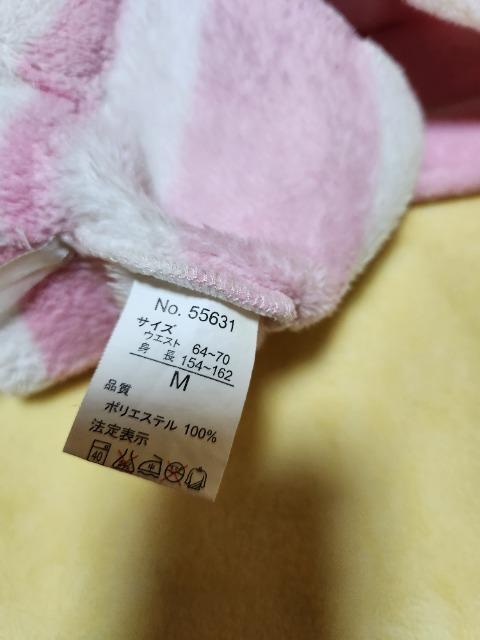 No. 55631
サイズ
ウエスト 64~70
身 長 154~162
M
品質
ポリエステル 100%
法定表示
40 中